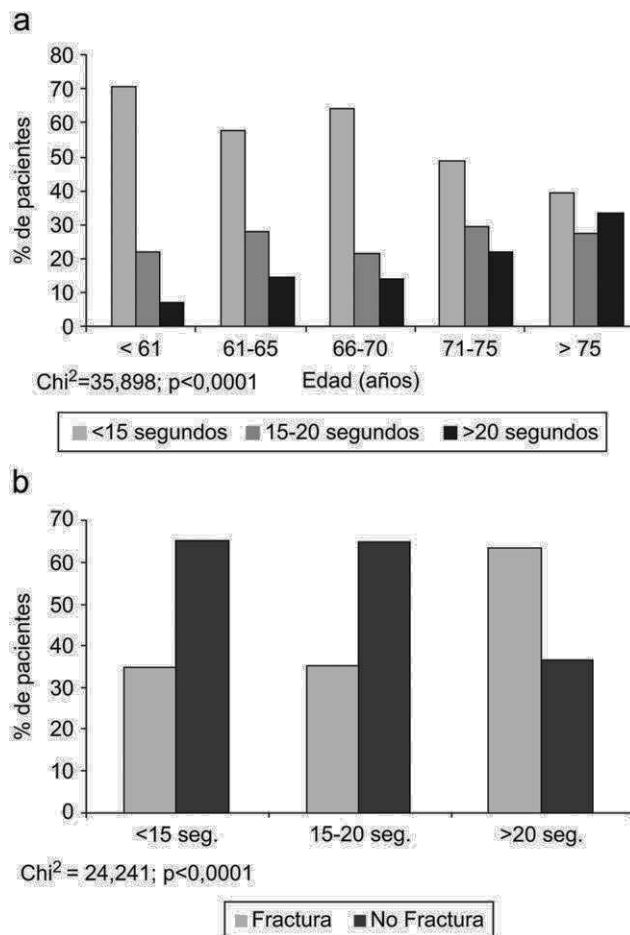 a
% de pacientes
80
70
60
50
40
30
20
10
0
< 61 61-65 66-70 71-75 > 75
Chi²=35,898; p<0,0001 Edad (años)
<15 segundos 15-20 segundos >20 segundos
b
% de pacientes
70
60
50
40
30
20
10
0
<15 seg. 15-20 seg. >20 seg.
Chi² = 24,241; p<0,0001
Fractura No Fractura